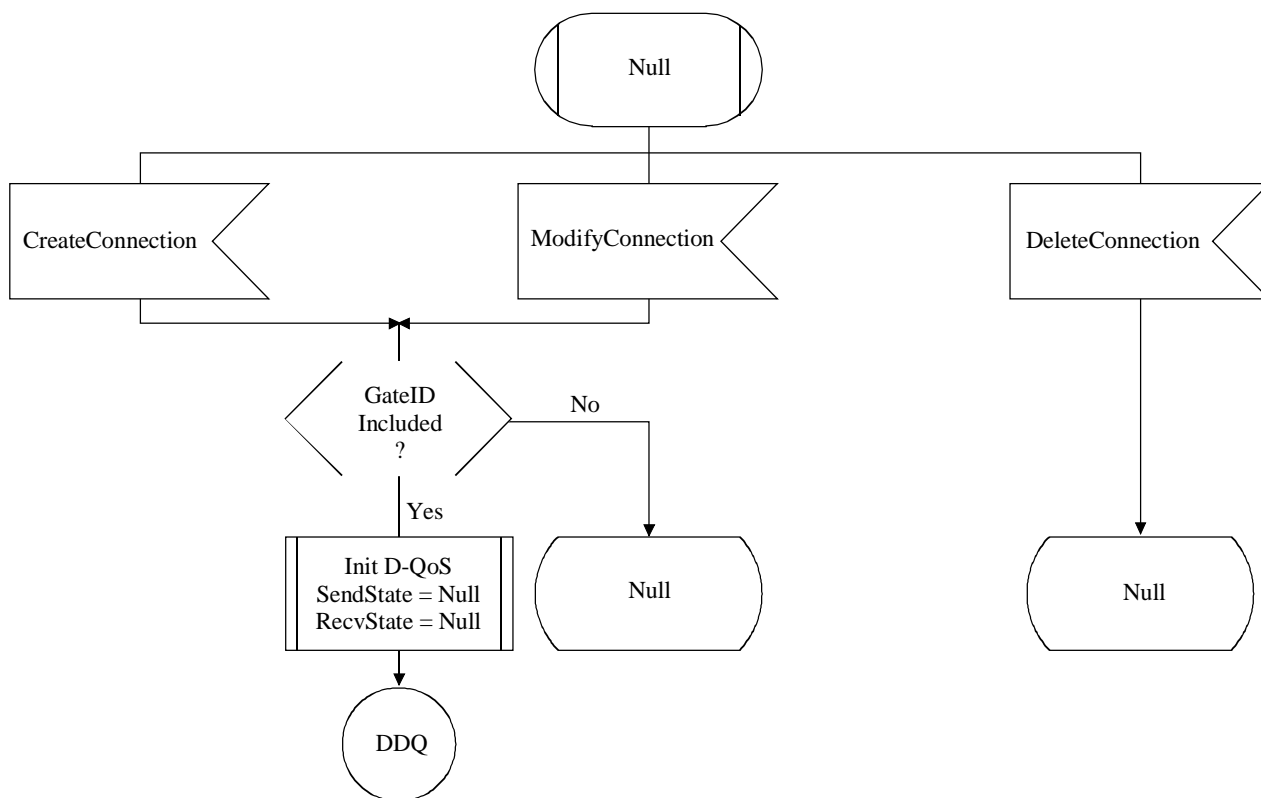 Null
CreateConnection
ModifyConnection
DeleteConnection
GateID
Included
?
No
Yes
Init D-QoS
SendState = Null
RecvState = Null
Null
Null
DDQ